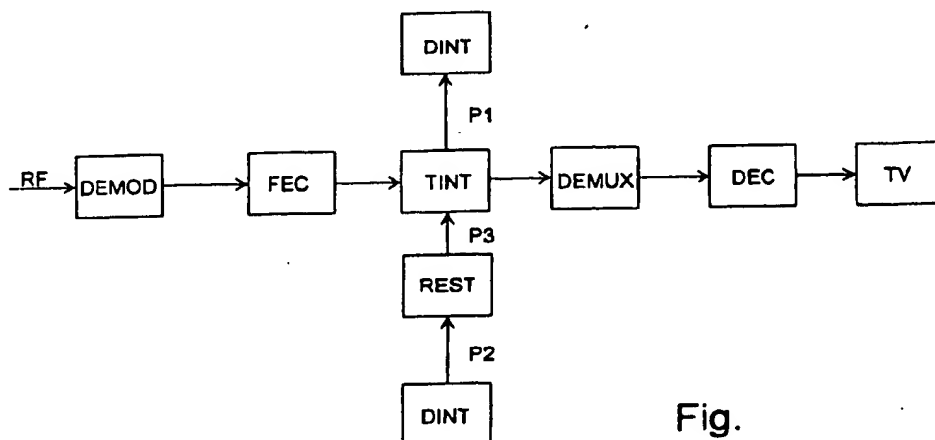 DINT
P1
RF
DEMOD
FEC
TINT
DEMUX
DEC
TV
P3
REST
P2
DINT
Fig.